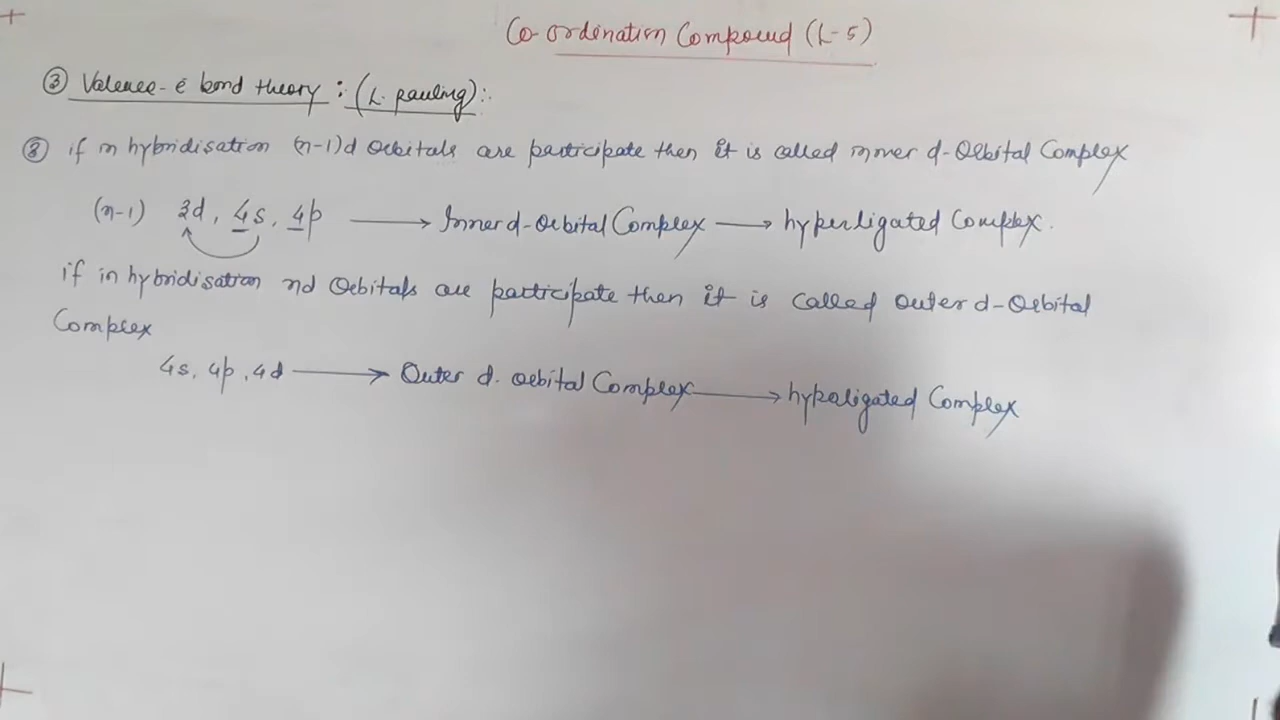 Co-ordination Compound (L-5)
③ Valence-e bond theory : (L. pauling):.
⑧ if in hybridisation (n-1)d orbitals are participate then it is called inner d-Orbital Complex
(n-1) 3d, 4s, 4p → Inner d-Orbital Complex → hyperligated Complex.
if in hybridisation nd Orbitals are participate then it is called outer d-Orbital
Complex
4s, 4p, 4d → Outer d. orbital Complex → hypoligated Complex